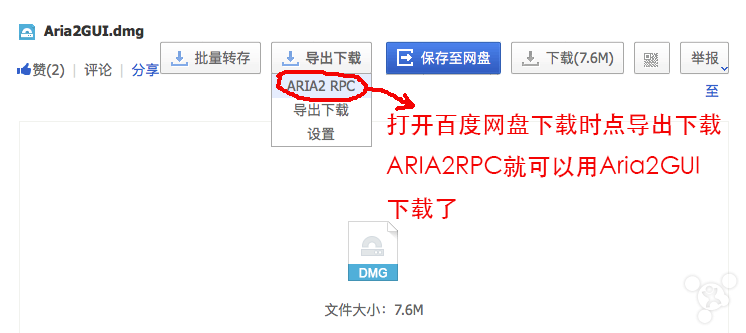 Aria2GUI.dmg
赞(2) | 评论 | 分享
批量转存
导出下载
保存至网盘
下载(7.6M)
举报
至
ARIA2 RPC
导出下载
设置
打开百度网盘下载时点导出下载
ARIA2RPC就可以用Aria2GUI
下载了
DMG
文件大小：7.6M